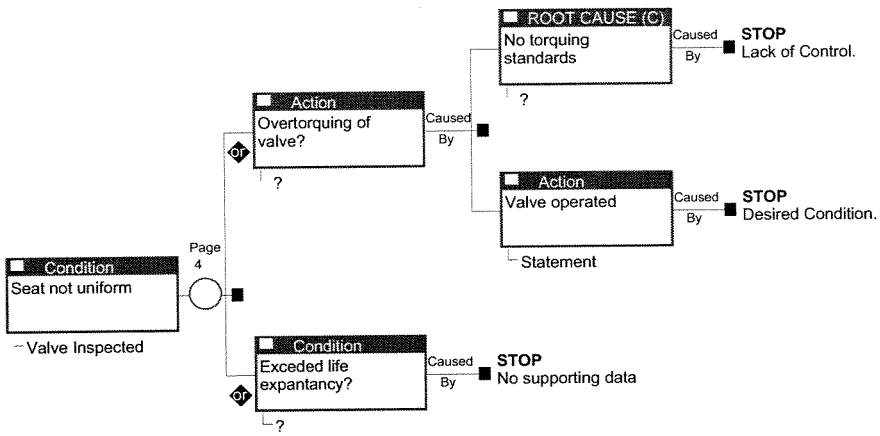 ROOT CAUSE (C)
No torquing
standards
?
Caused
By
STOP
Lack of Control.
Action
Overtorquing of
valve?
or
?
Caused
By
Action
Valve operated
Statement
Caused
By
STOP
Desired Condition.
Page
4
Condition
Seat not uniform
Valve Inspected
Condition
Exceded life
expantancy?
or
?
Caused
By
STOP
No supporting data